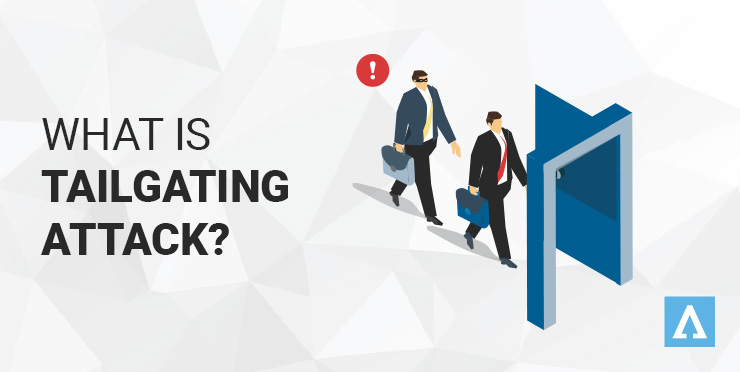 WHAT IS
TAILGATING
ATTACK?
!